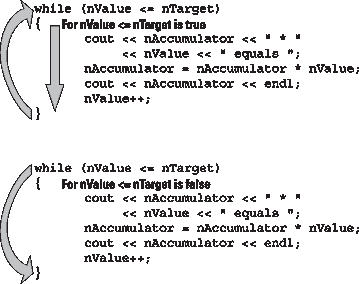 while (nValue <= nTarget)
{ For nValue <= nTarget is true
cout << nAccumulator << " * "
<< nValue << " equals ";
nAccumulator = nAccumulator * nValue;
cout << nAccumulator << endl;
nValue++;
}
while (nValue <= nTarget)
{ For nValue <= nTarget is false
cout << nAccumulator << " * "
<< nValue << " equals ";
nAccumulator = nAccumulator * nValue;
cout << nAccumulator << endl;
nValue++;
}